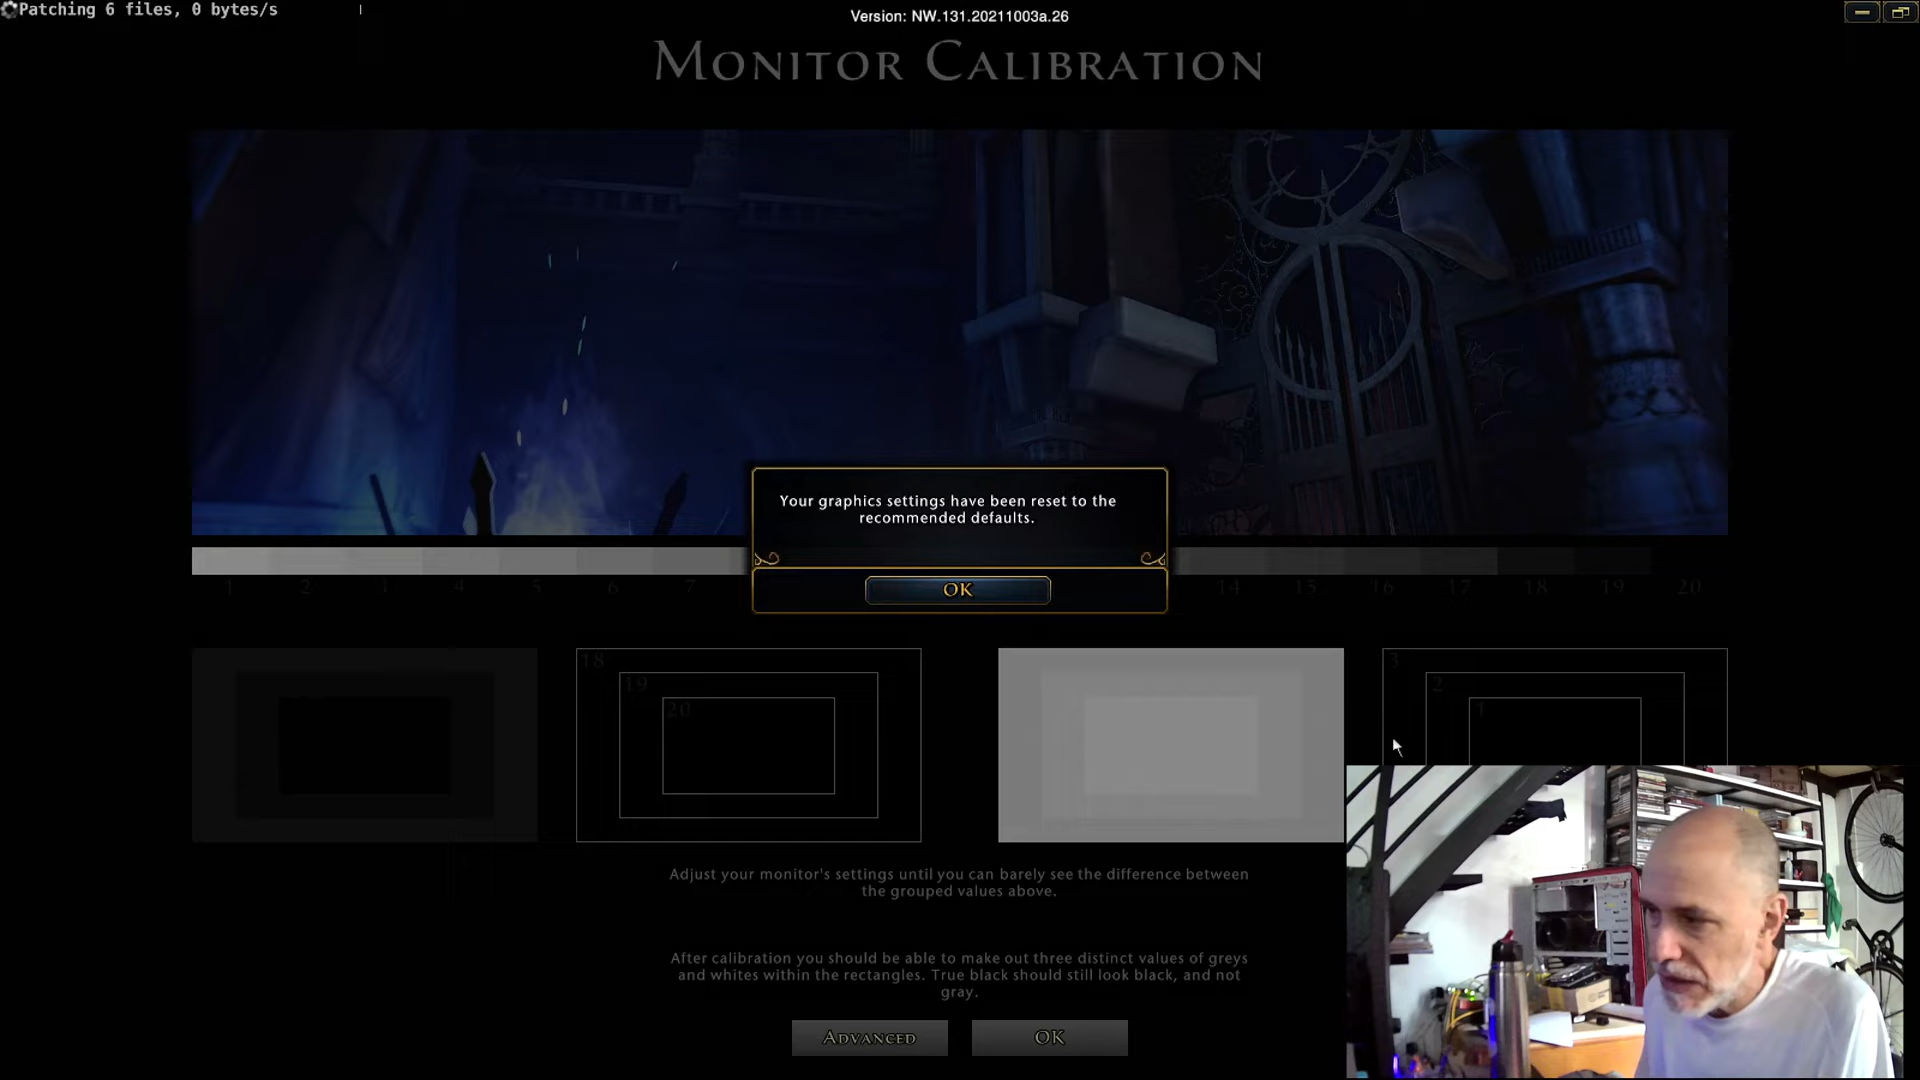 Patching 6 files, 0 bytes/s
Version: NW.131.20211003a.26
MONITOR CALIBRATION
Your graphics settings have been reset to the
recommended defaults.
OK
1 2 3 4 5 6 7 14 15 16 17 18 19 20
18
19
20
3
2
1
Adjust your monitor's settings until you can barely see the difference between
the grouped values above.
After calibration you should be able to make out three distinct values of greys
and whites within the rectangles. True black should still look black, and not
gray.
ADVANCED
OK